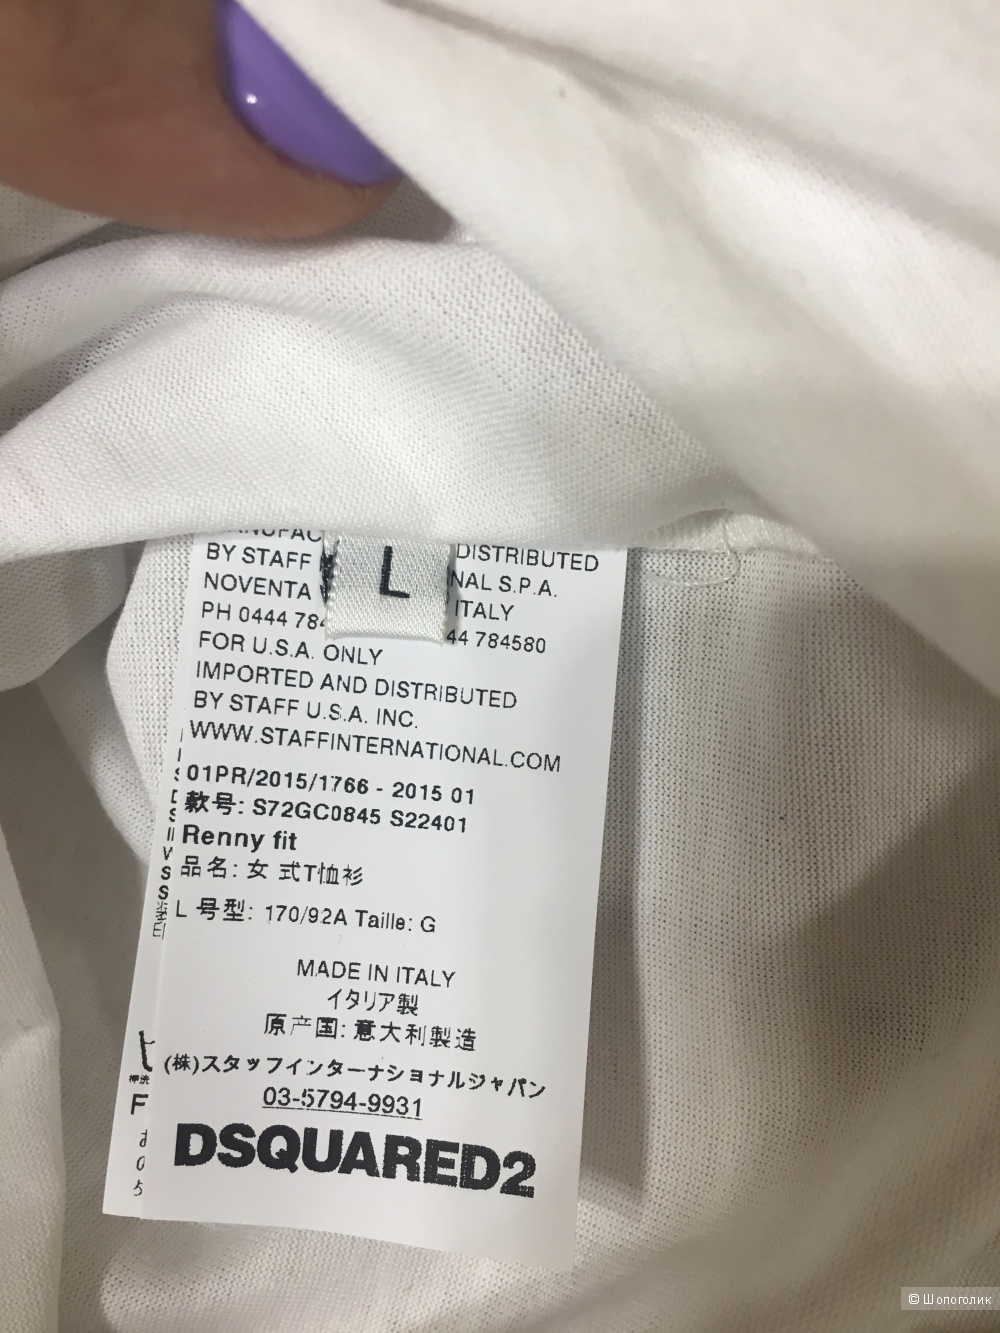 L
BY STAFF
DISTRIBUTED
NOVENTA
NAL S.P.A.
ITALY
PH 0444 784
44 784580
FOR U.S.A. ONLY
IMPORTED AND DISTRIBUTED
BY STAFF U.S.A. INC.
WWW.STAFFINTERNATIONAL.COM
01PR/2015/1766 - 2015 01
款号: S72GC0845 S22401
Renny fit
品名: 女 式T恤衫
L 号型: 170/92A Taille: G
MADE IN ITALY
イタリア製
原产国: 意大利製造
(株)スタッフインターナショナルジャパン
03-5794-9931
DSQUARED2
© Шопоголик